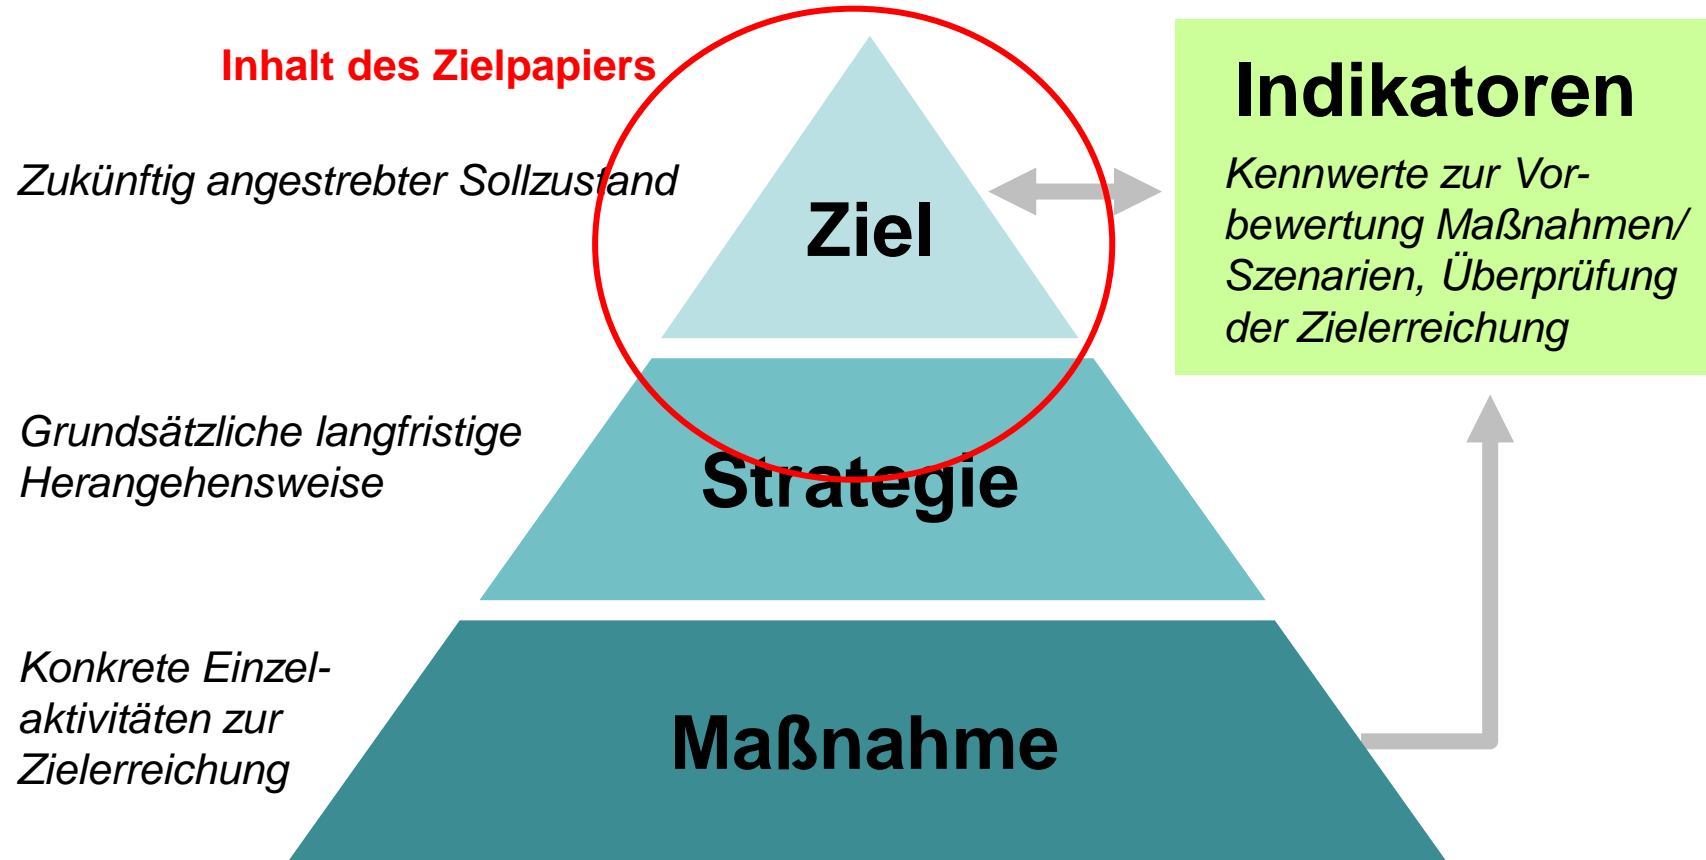 Inhalt des Zielpapiers
Zukünftig angestrebter Sollzustand
Ziel
Indikatoren
Kennwerte zur Vor-
bewertung Maßnahmen/
Szenarien, Überprüfung
der Zielerreichung
Grundsätzliche langfristige
Herangehensweise
Strategie
Konkrete Einzel-
aktivitäten zur
Zielerreichung
Maßnahme